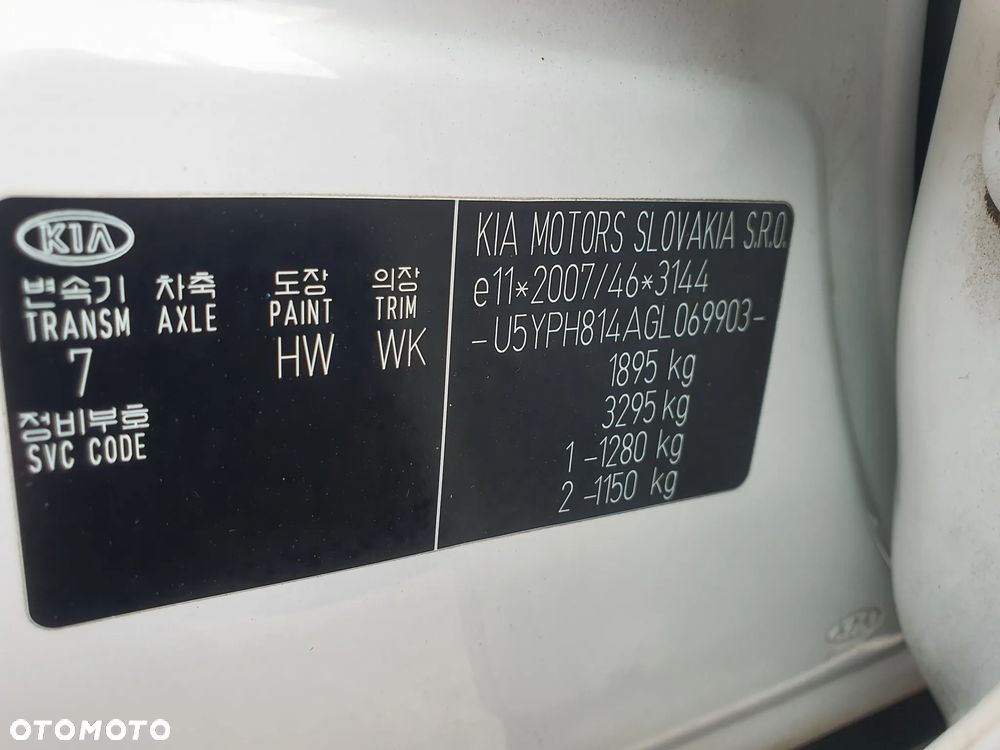 KIA
변속기 차축 도장 의장
TRANSM AXLE PAINT TRIM
7 HW WK
정비부호
SVC CODE
KIA MOTORS SLOVAKIA S.R.O.
e11*2007/46*3144
-U5YPH814AGL069903-
1895 kg
3295 kg
1 -1280 kg
2 -1150 kg
KIA
OTOMOTO